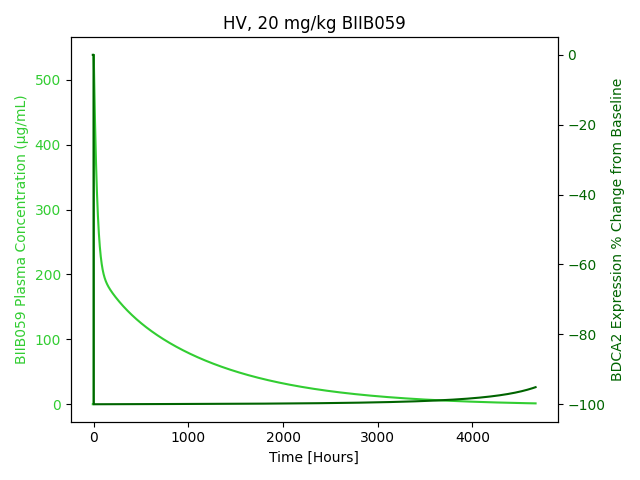 HV, 20 mg/kg BIIB059
BIIB059 Plasma Concentration (μg/mL)
500
400
300
200
100
0
0
−20
−40
−60
−80
−100
BDCA2 Expression % Change from Baseline
0 1000 2000 3000 4000
Time [Hours]